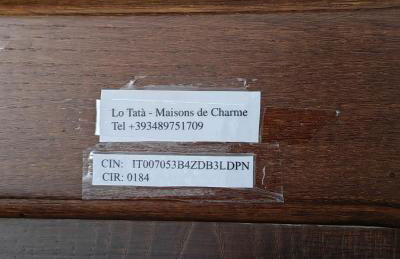 Lo Tatà - Maisons de Charme
Tel +393489751709
CIN: IT007053B4ZDB3LDPN
CIR: 0184